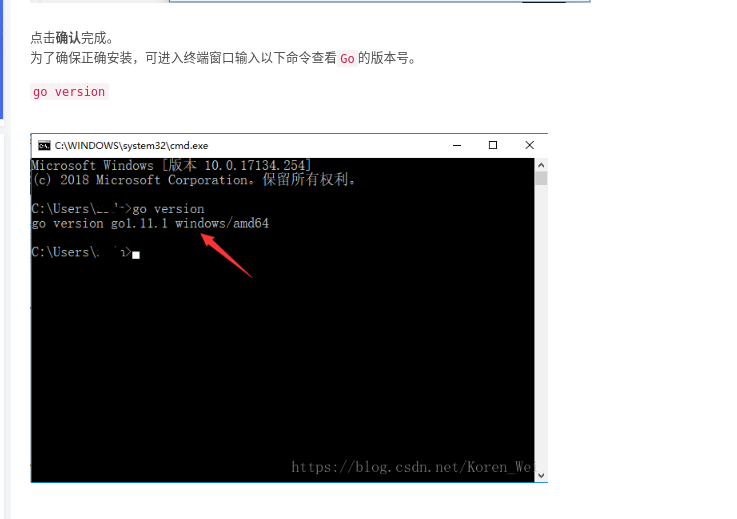 点击确认完成。
为了确保正确安装，可进入终端窗口输入以下命令查看 Go 的版本号。
go version
C:\WINDOWS\system32\cmd.exe
Microsoft Windows [版本 10.0.17134.254]
(c) 2018 Microsoft Corporation。保留所有权利。
C:\Users\ >go version
go version go1.11.1 windows/amd64
C:\Users\ >
https://blog.csdn.net/Koren_We